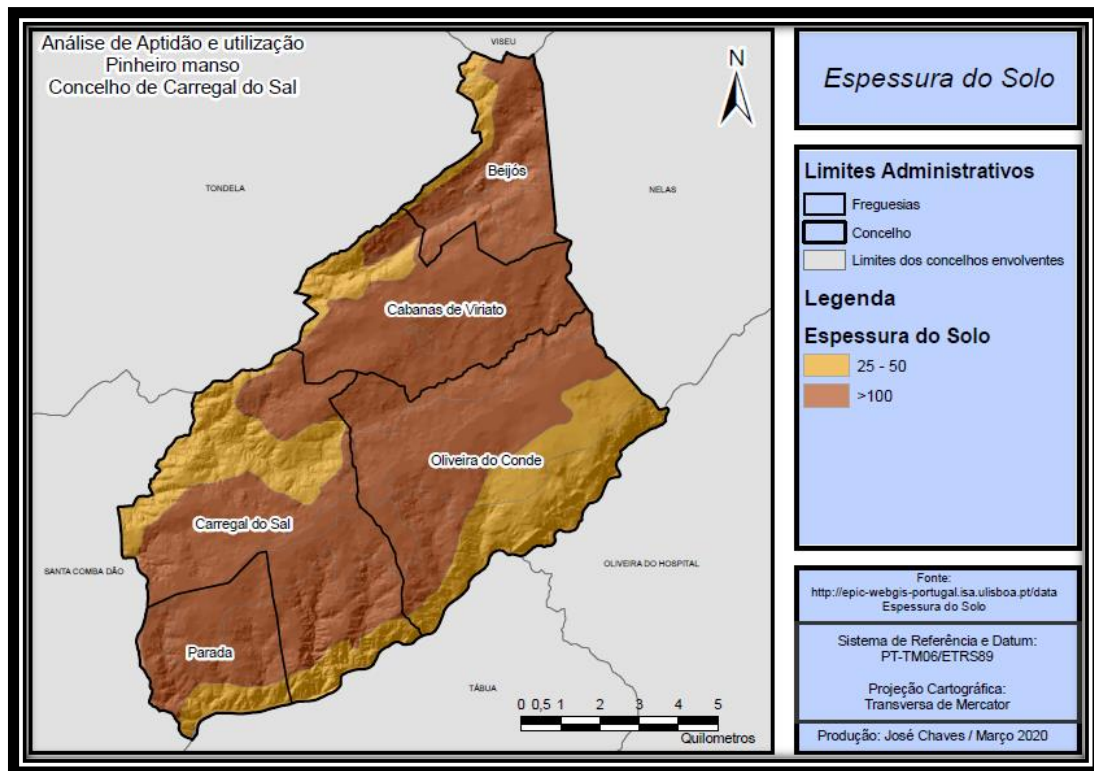 Análise de Aptidão e utilização
Pinheiro manso
Concelho de Carregal do Sal
VISEU
N
TONDELA
NELAS
Beijós
Cabanas de Viriato
Oliveira do Conde
Carregal do Sal
SANTA COMBA DÃO
OLIVEIRA DO HOSPITAL
Parada
TÁBUA
0 0,5 1 2 3 4 5
Quilometros
Espessura do Solo
Limites Administrativos
Freguesias
Concelho
Limites dos concelhos envolventes
Legenda
Espessura do Solo
25 - 50
>100
Fonte:
http://epic-webgis-portugal.isa.ulisboa.pt/data
Espessura do Solo
Sistema de Referência e Datum:
PT-TM06/ETRS89
Projeção Cartográfica:
Transversa de Mercator
Produção: José Chaves / Março 2020